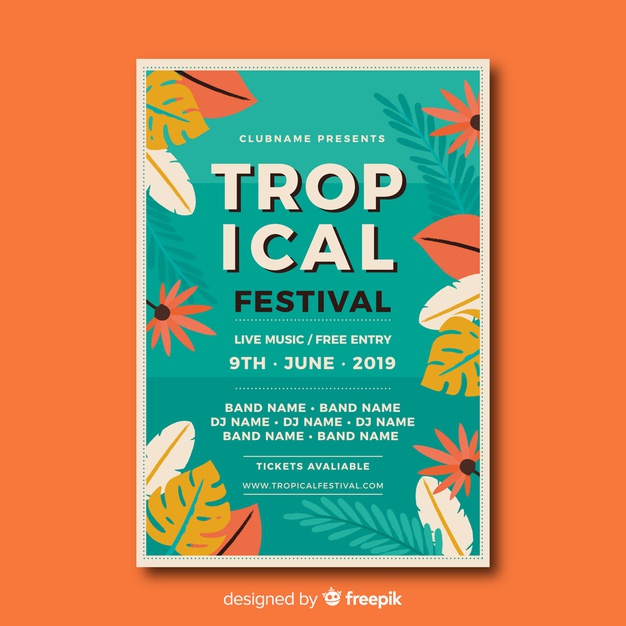 CLUBNAME PRESENTS
TROP
ICAL
FESTIVAL
LIVE MUSIC / FREE ENTRY
9TH · JUNE · 2019
BAND NAME • BAND NAME
DJ NAME • DJ NAME • DJ NAME
BAND NAME • BAND NAME
TICKETS AVALIABLE
WWW.TROPICALFESTIVAL.COM
designed by freepik